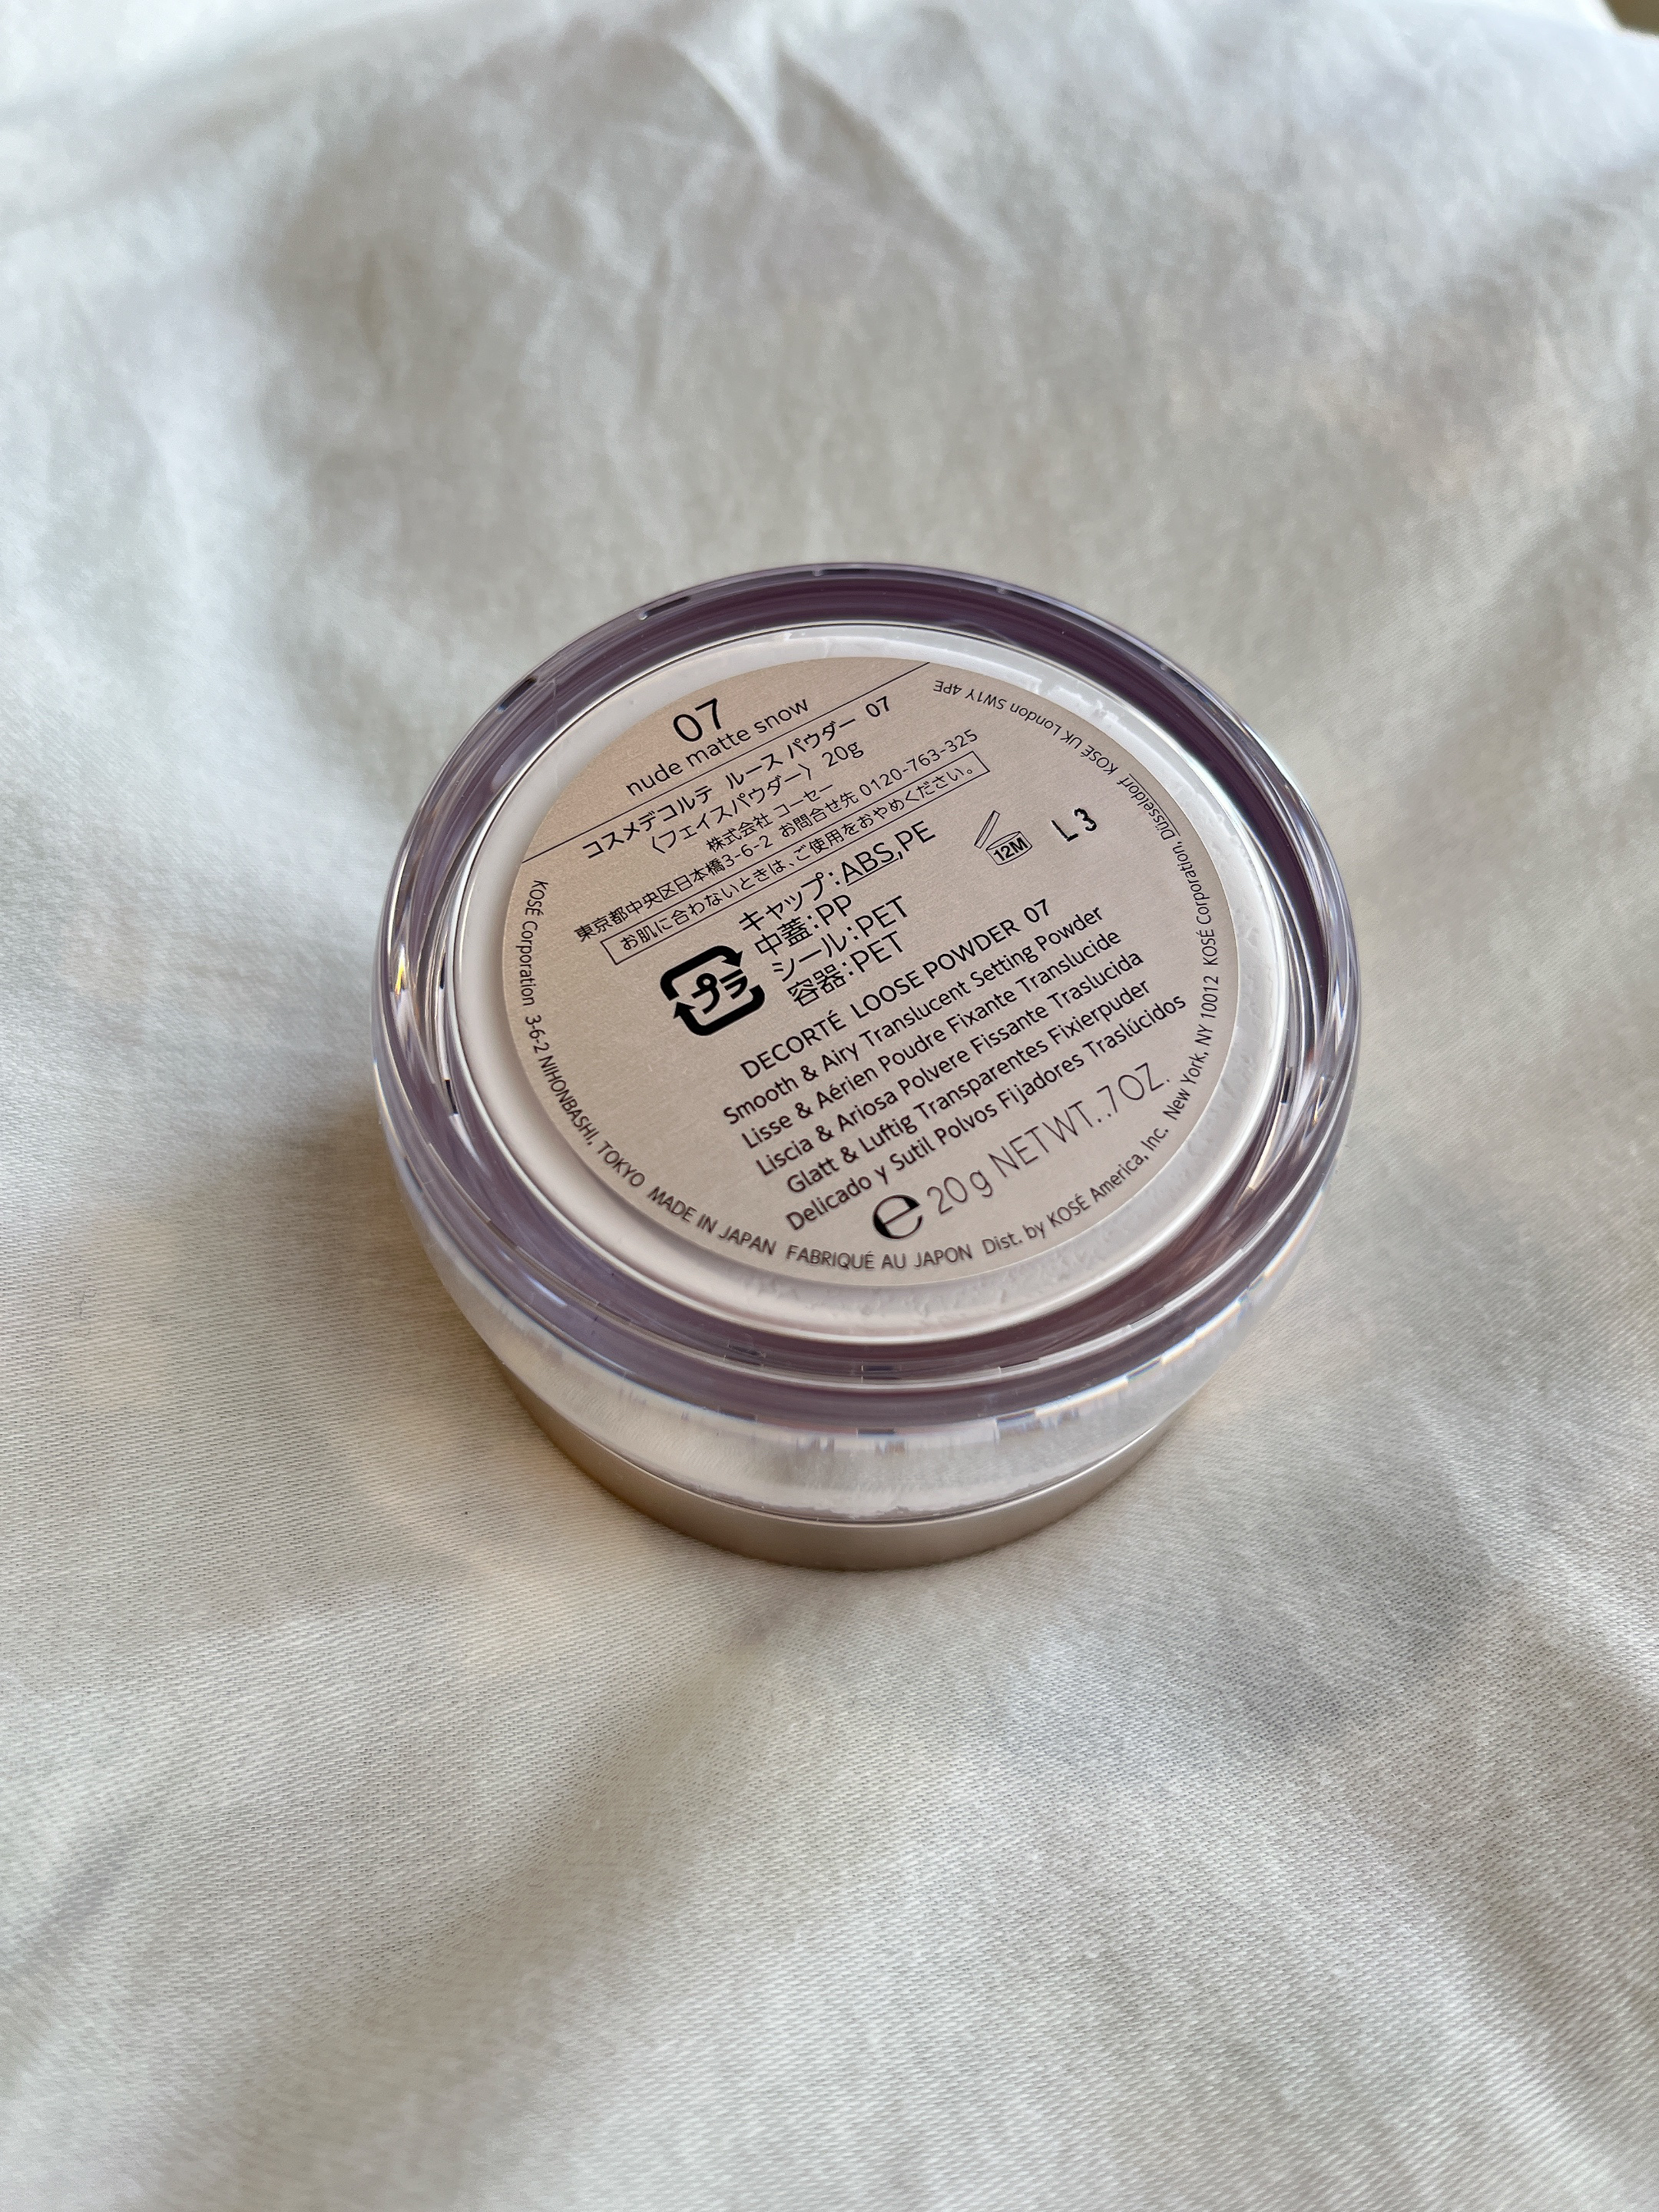 07
nude matte snow
コスメデコルテ ルース パウダー 07
〈フェイスパウダー〉 20g
株式会社 コーセー
東京都中央区日本橋3-6-2 お問合せ先 0120-763-325
お肌に合わないときは、ご使用をおやめください。
キャップ:ABS,PE
中蓋:PP
シール:PET
容器:PET
プラ
12M
L 3
DECORTÉ LOOSE POWDER 07
Smooth & Airy Translucent Setting Powder
Lisse & Aérien Poudre Fixante Translucide
Liscia & Ariosa Polvere Fissante Traslucida
Glatt & Luftig Transparentes Fixierpuder
Delicado y Sutil Polvos Fijadores Traslúcidos
℮ 20g NET WT. .7 OZ.
KOSÉ Corporation 3-6-2 NIHONBASHI, TOKYO MADE IN JAPAN FABRIQUÉ AU JAPON Dist. by KOSÉ America, Inc. New York, NY 10012 KOSÉ Corporation, Düsseldorf KOSÉ UK London SW1Y 4PE